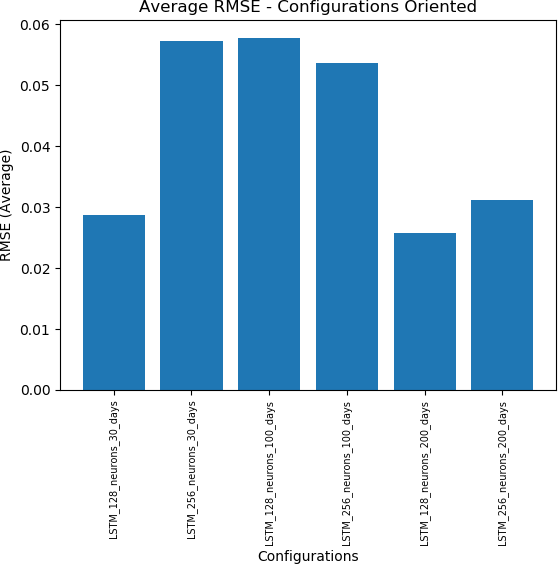 Average RMSE - Configurations Oriented
RMSE (Average)
0.06
0.05
0.04
0.03
0.02
0.01
0.00
LSTM_128_neurons_30_days
LSTM_256_neurons_30_days
LSTM_128_neurons_100_days
LSTM_256_neurons_100_days
LSTM_128_neurons_200_days
LSTM_256_neurons_200_days
Configurations